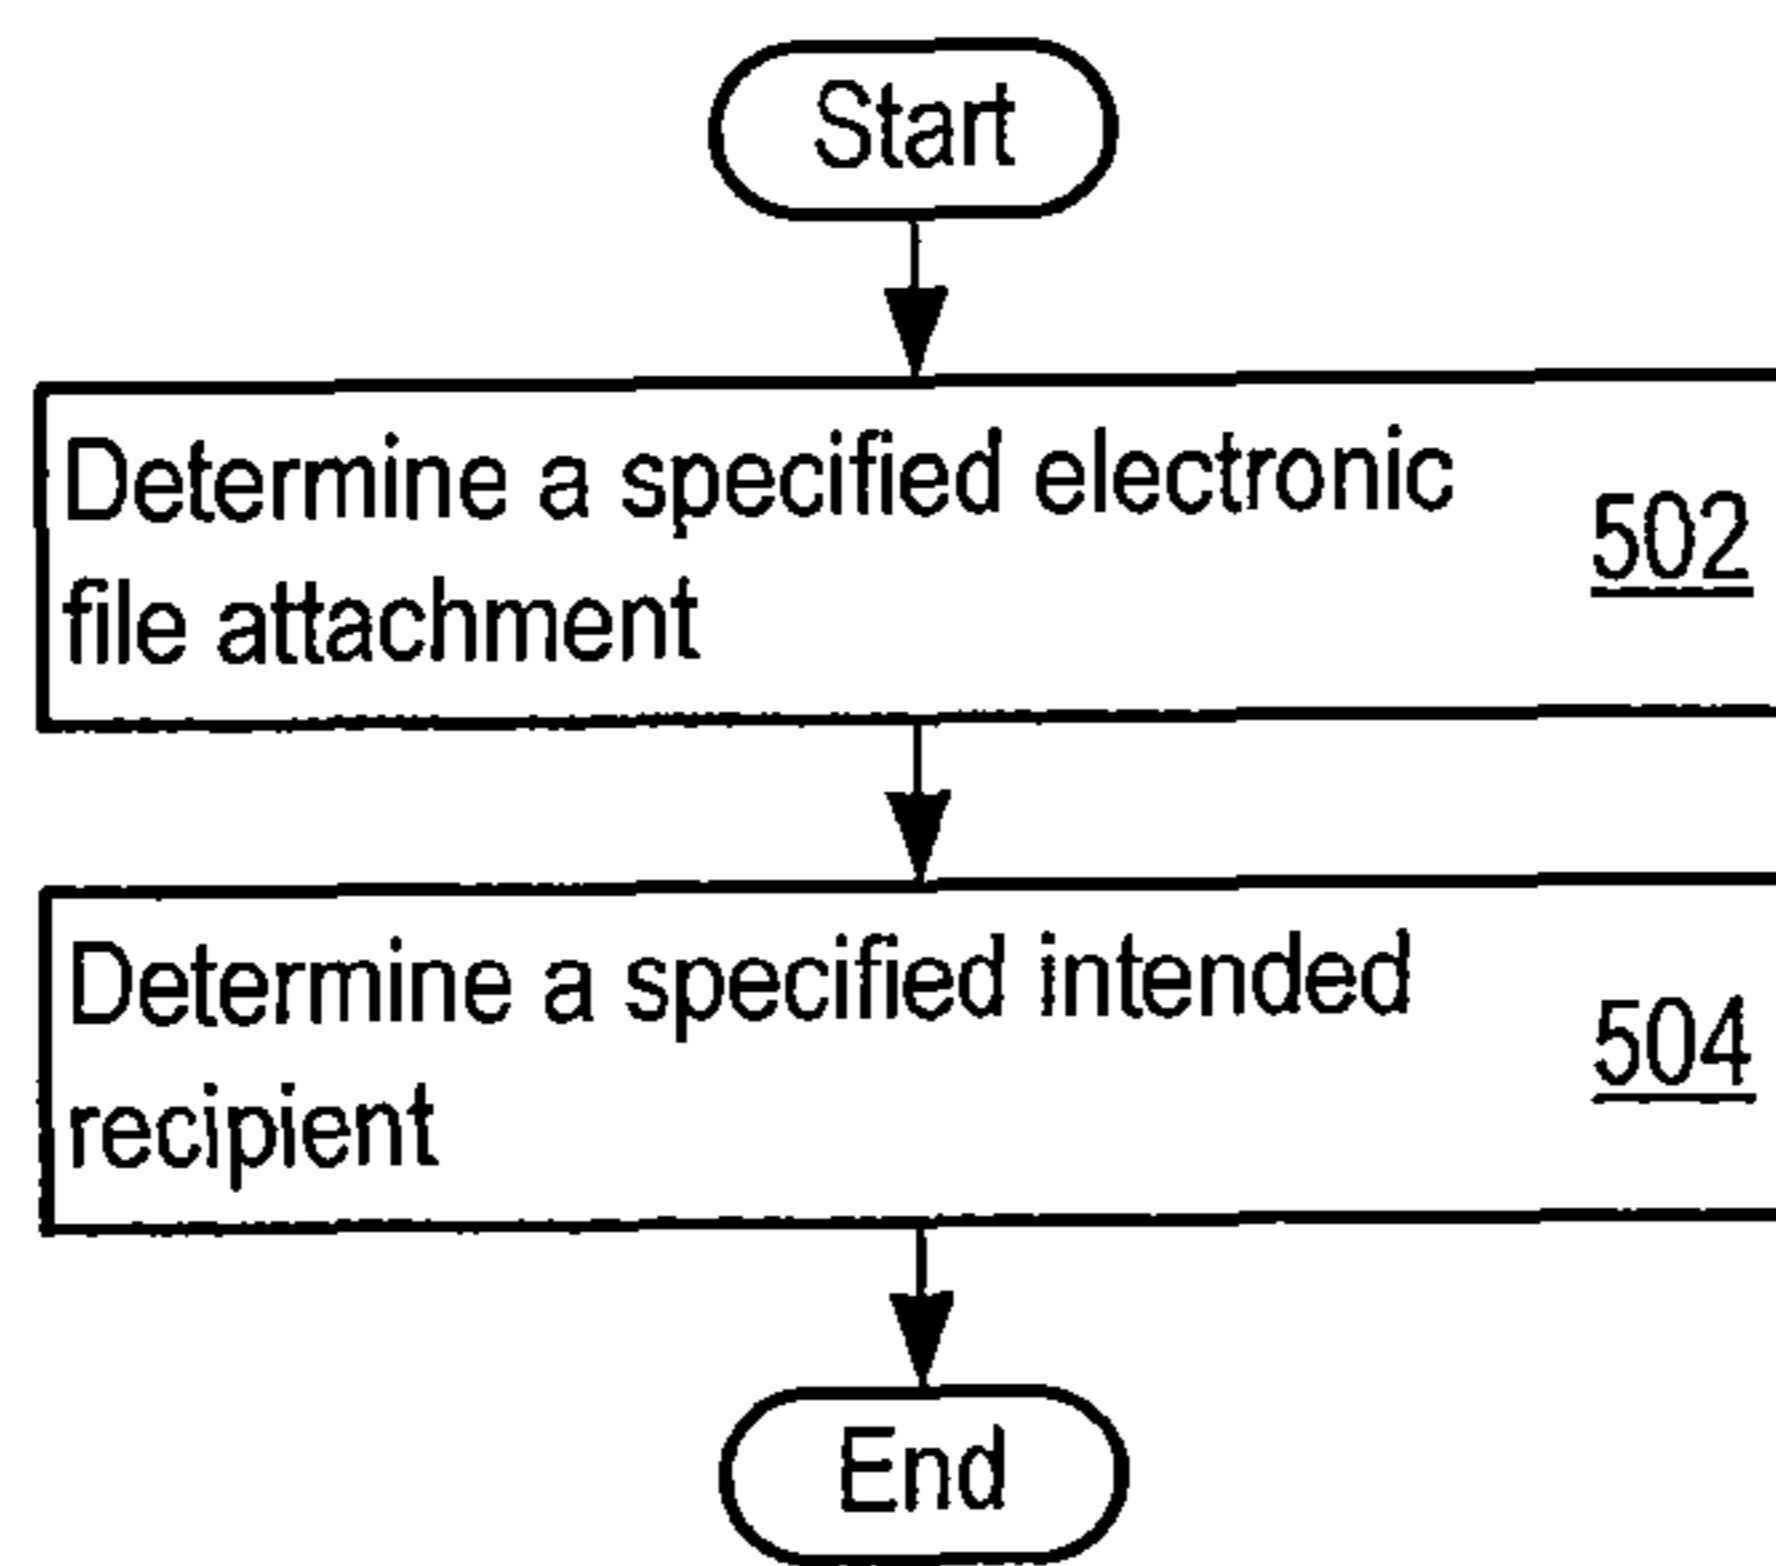 Start
Determine a specified electronic
file attachment
502
Determine a specified intended
recipient
504
End